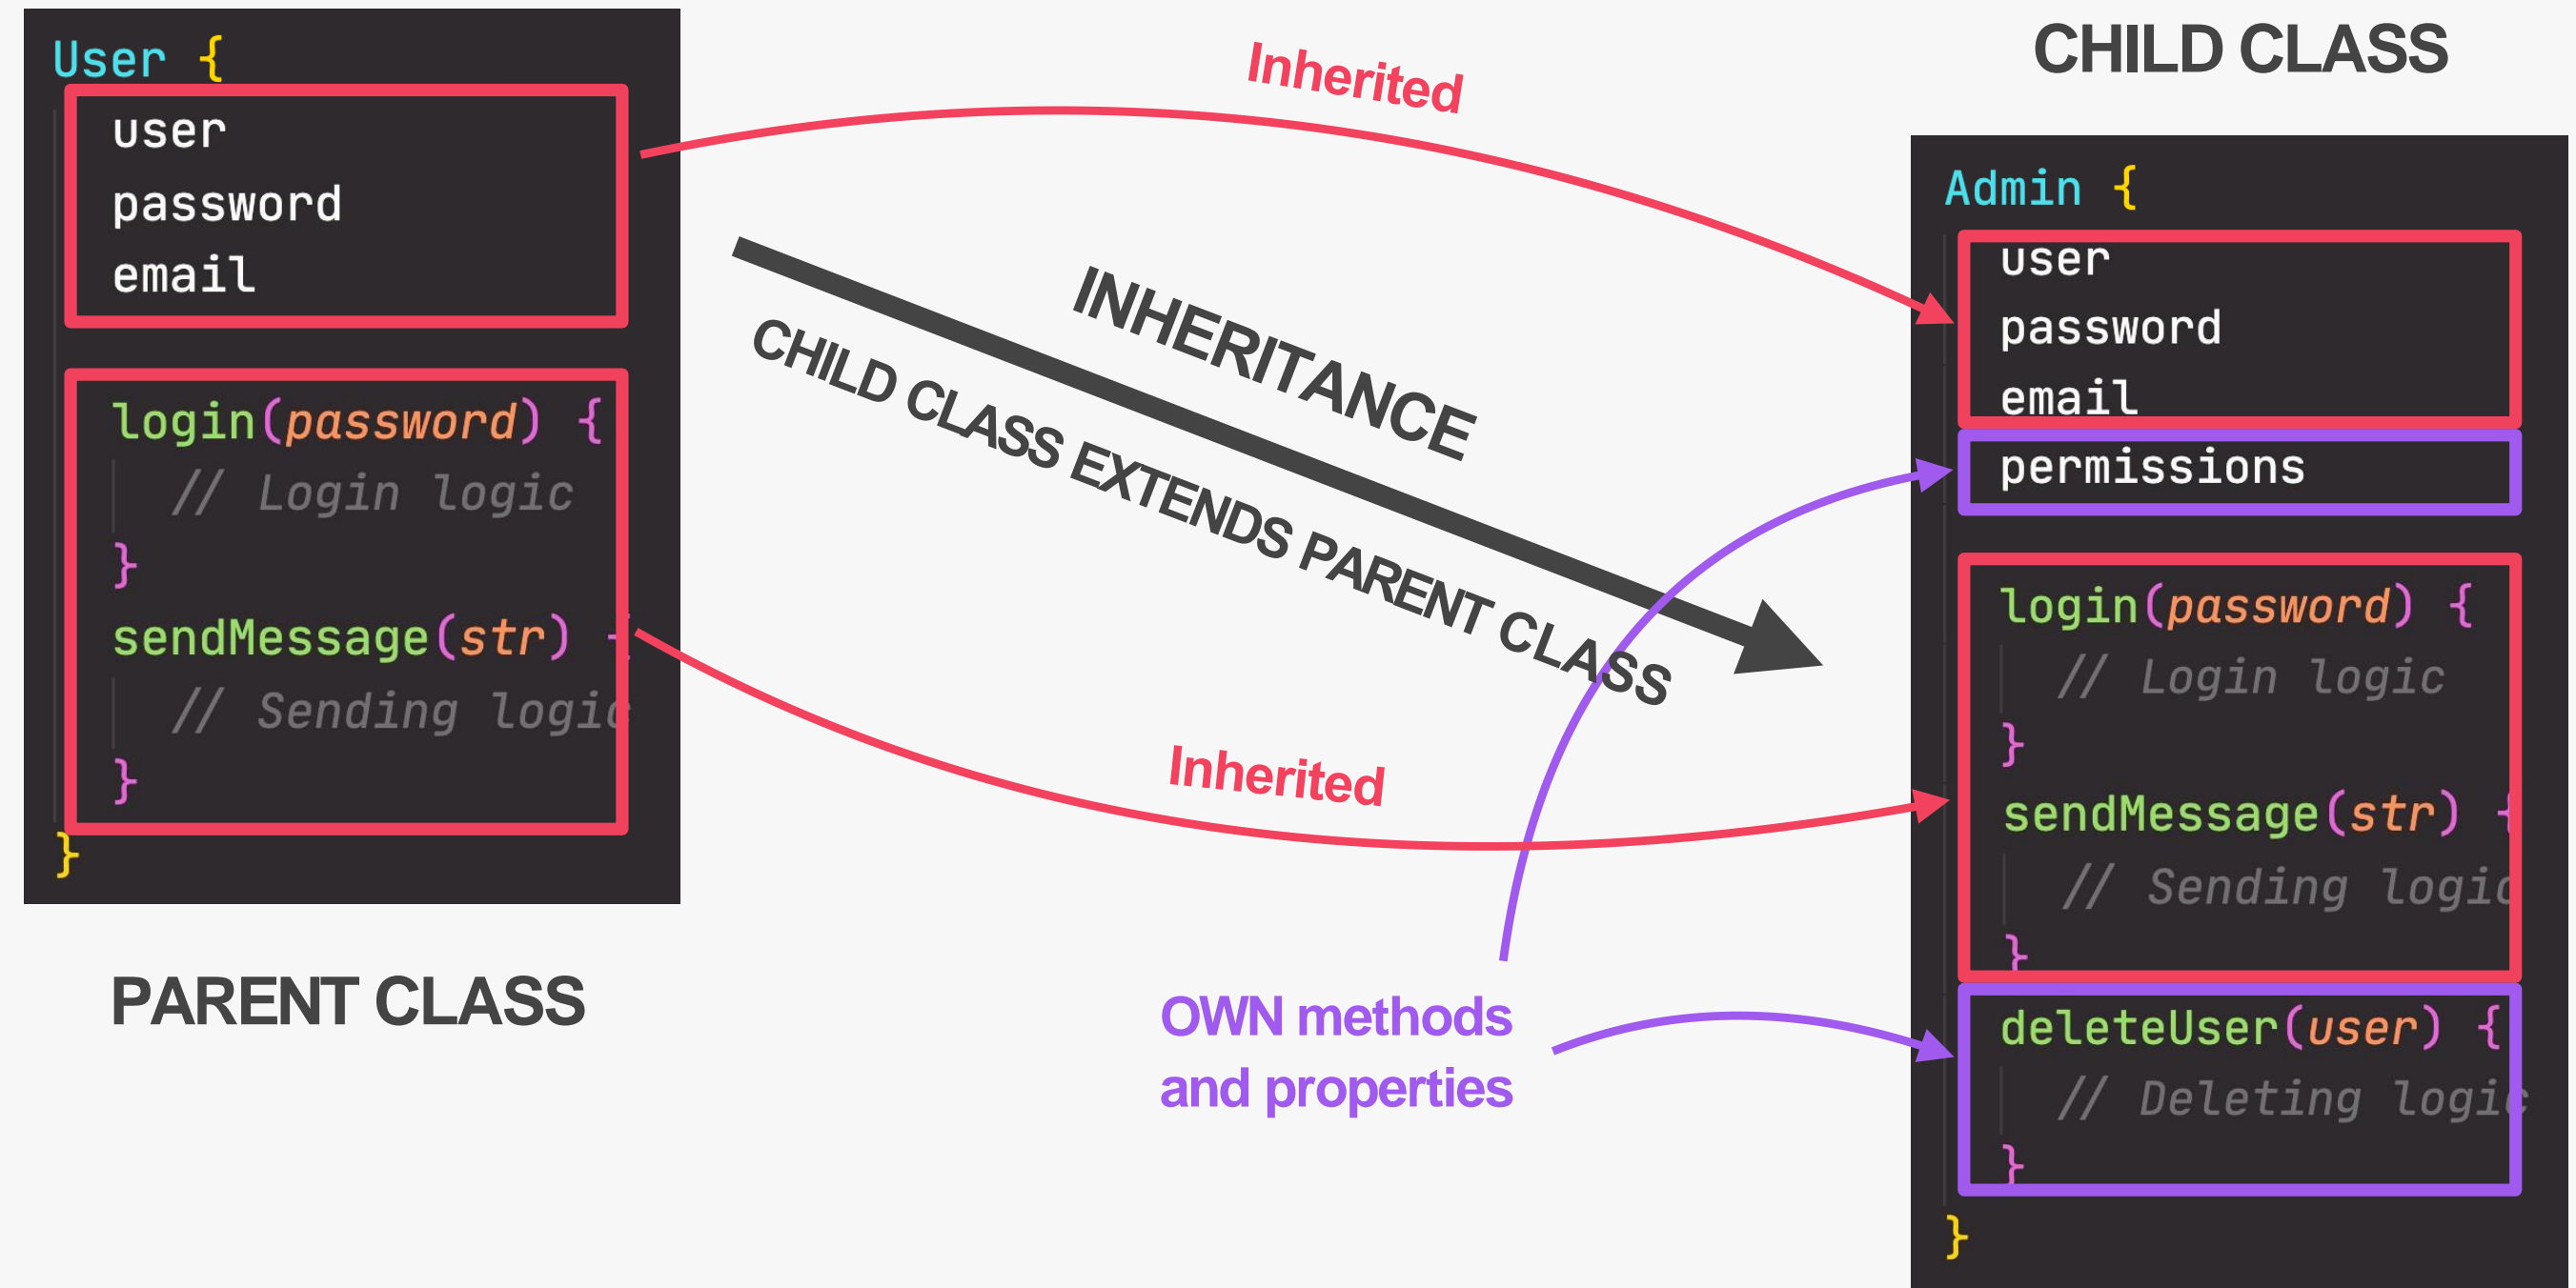 User {
user
password
email
login(password) {
// Login logic
}
sendMessage(str) {
// Sending logic
}
}
PARENT CLASS
Inherited
INHERITANCE
CHILD CLASS EXTENDS PARENT CLASS
Inherited
OWN methods
and properties
CHILD CLASS
Admin {
user
password
email
permissions
login(password) {
// Login logic
}
sendMessage(str) {
// Sending logic
}
deleteUser(user) {
// Deleting logic
}
}